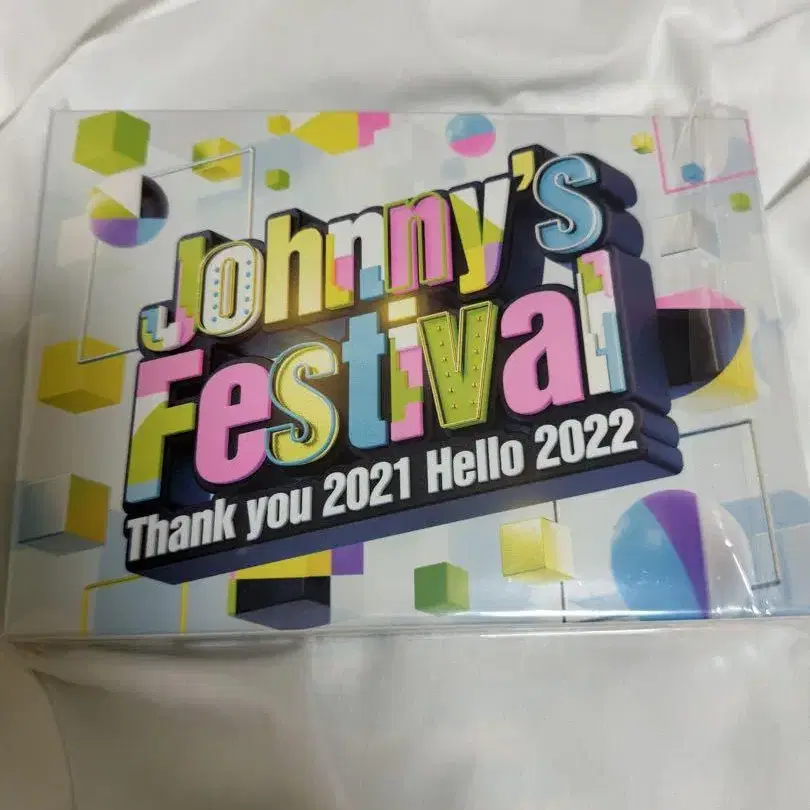 Johnny's
Festival
Thank you 2021 Hello 2022